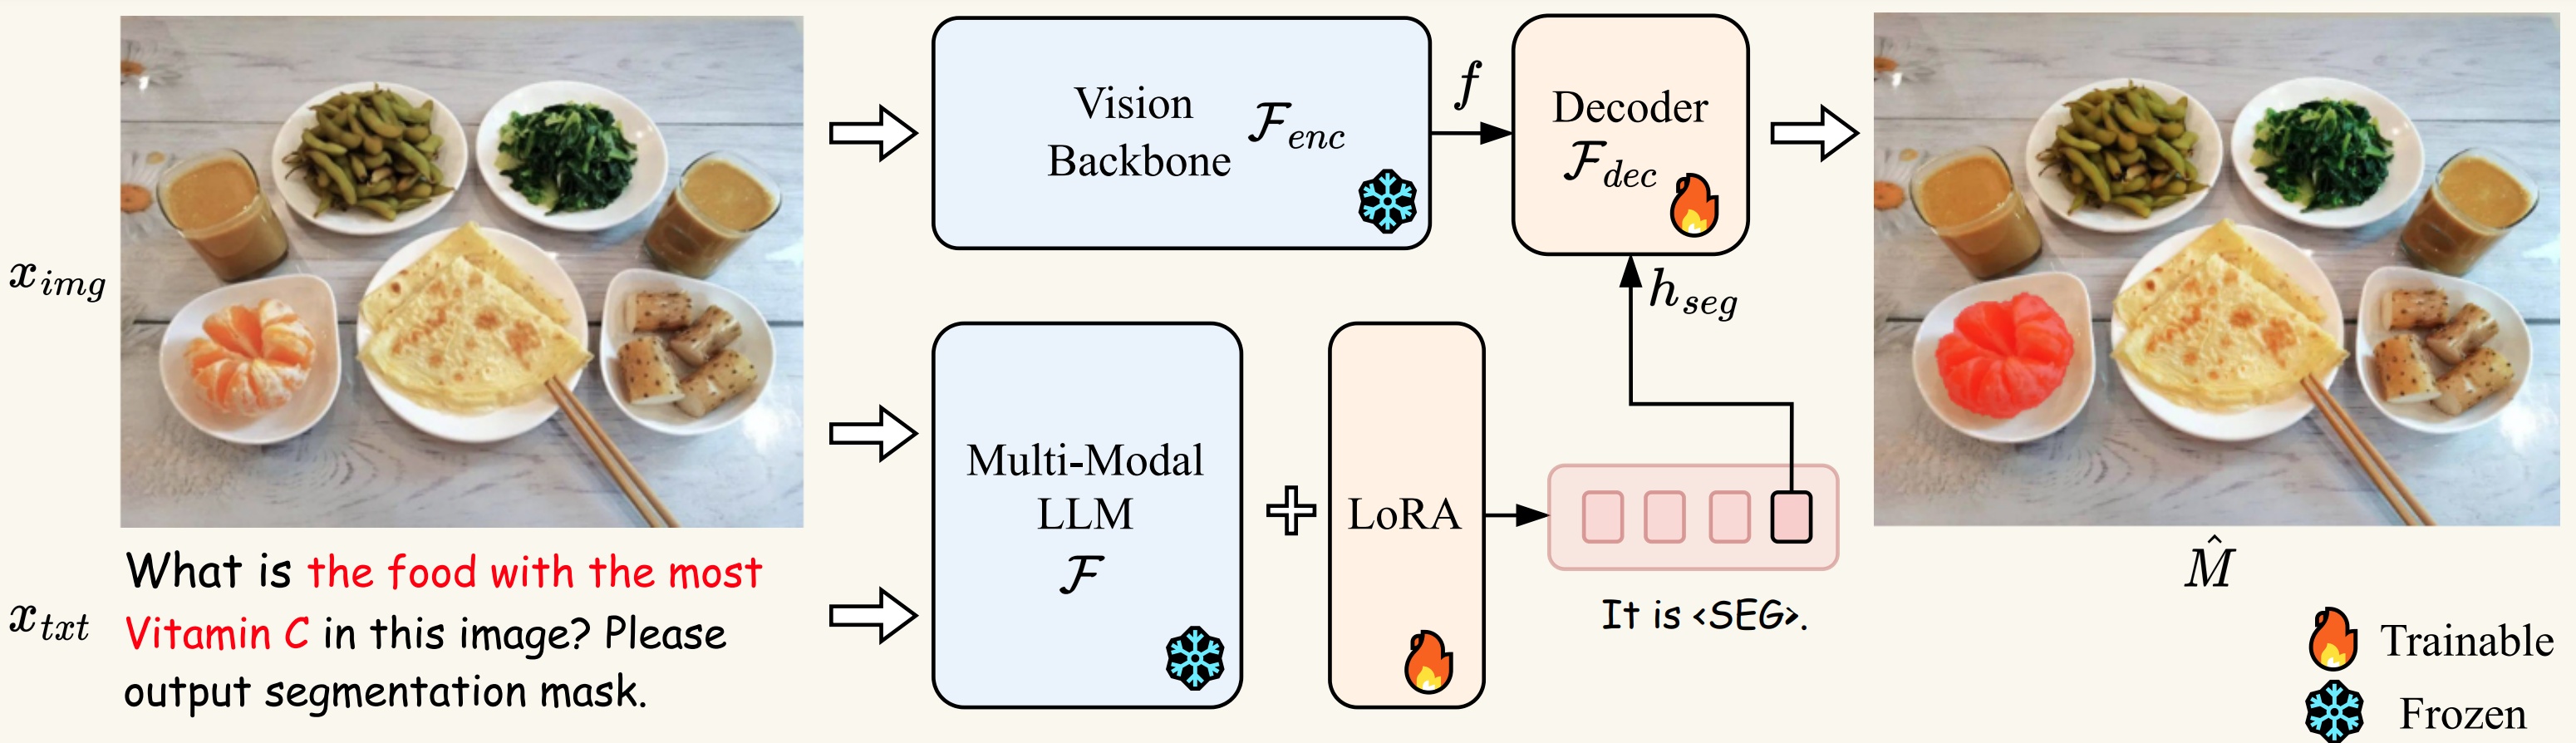 x_{img}
What is the food with the most
Vitamin C in this image? Please
output segmentation mask.
x_{txt}
Vision
Backbone
\mathcal{F}_{enc}
f
Decoder
\mathcal{F}_{dec}
h_{seg}
Multi-Modal
LLM
\mathcal{F}
+
LoRA
It is <SEG>.
\hat{M}
Trainable
Frozen